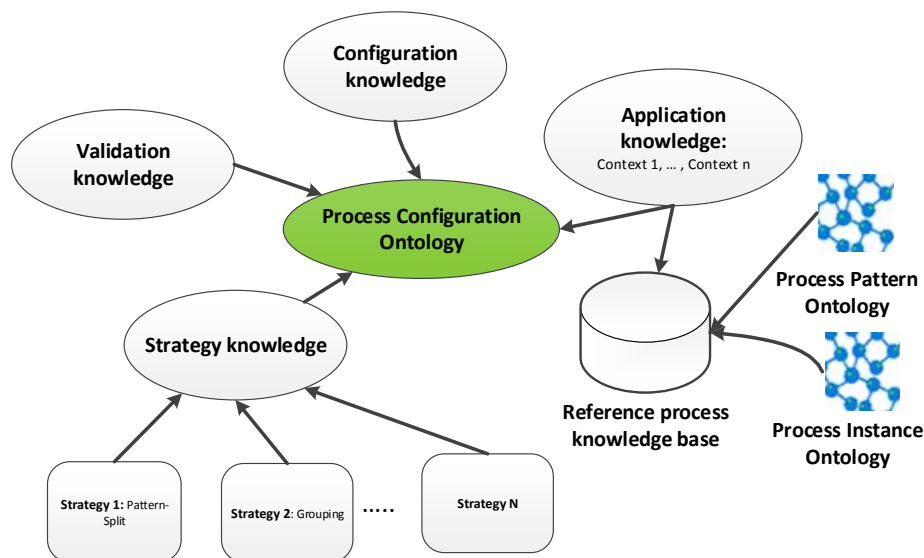 Configuration
knowledge
Application
knowledge:
Context 1, ... , Context n
Validation
knowledge
Process Configuration
Ontology
Process Pattern
Ontology
Strategy knowledge
Reference process
knowledge base
Process Instance
Ontology
Strategy 1: Pattern-
Split
Strategy 2: Grouping
.....
Strategy N